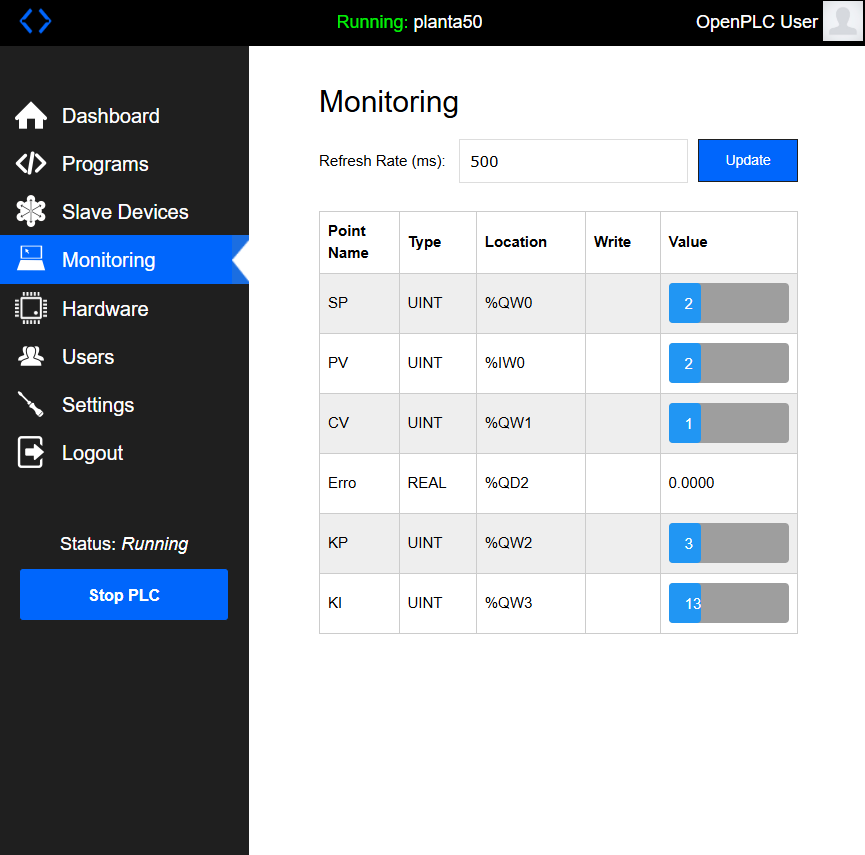 Running: planta50
OpenPLC User
Dashboard
Programs
Slave Devices
Monitoring
Hardware
Users
Settings
Logout
Status: Running
Stop PLC
Monitoring
Refresh Rate (ms): 500 Update
Point Name Type Location Write Value
SP UINT %QW0 2
PV UINT %IW0 2
CV UINT %QW1 1
Erro REAL %QD2 0.0000
KP UINT %QW2 3
KI UINT %QW3 13